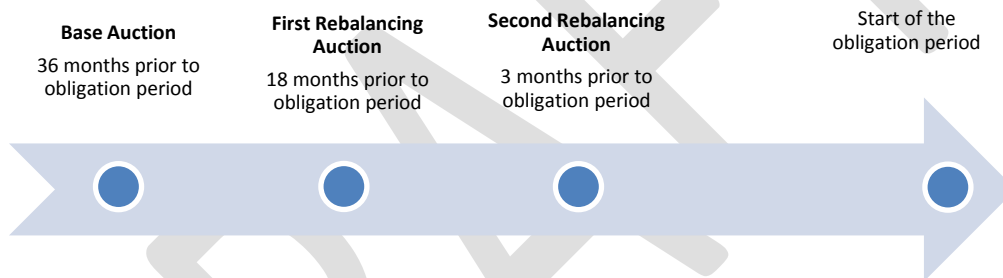 Base Auction
36 months prior to
obligation period
First Rebalancing
Auction
18 months prior to
obligation period
Second Rebalancing
Auction
3 months prior to
obligation period
Start of the
obligation period